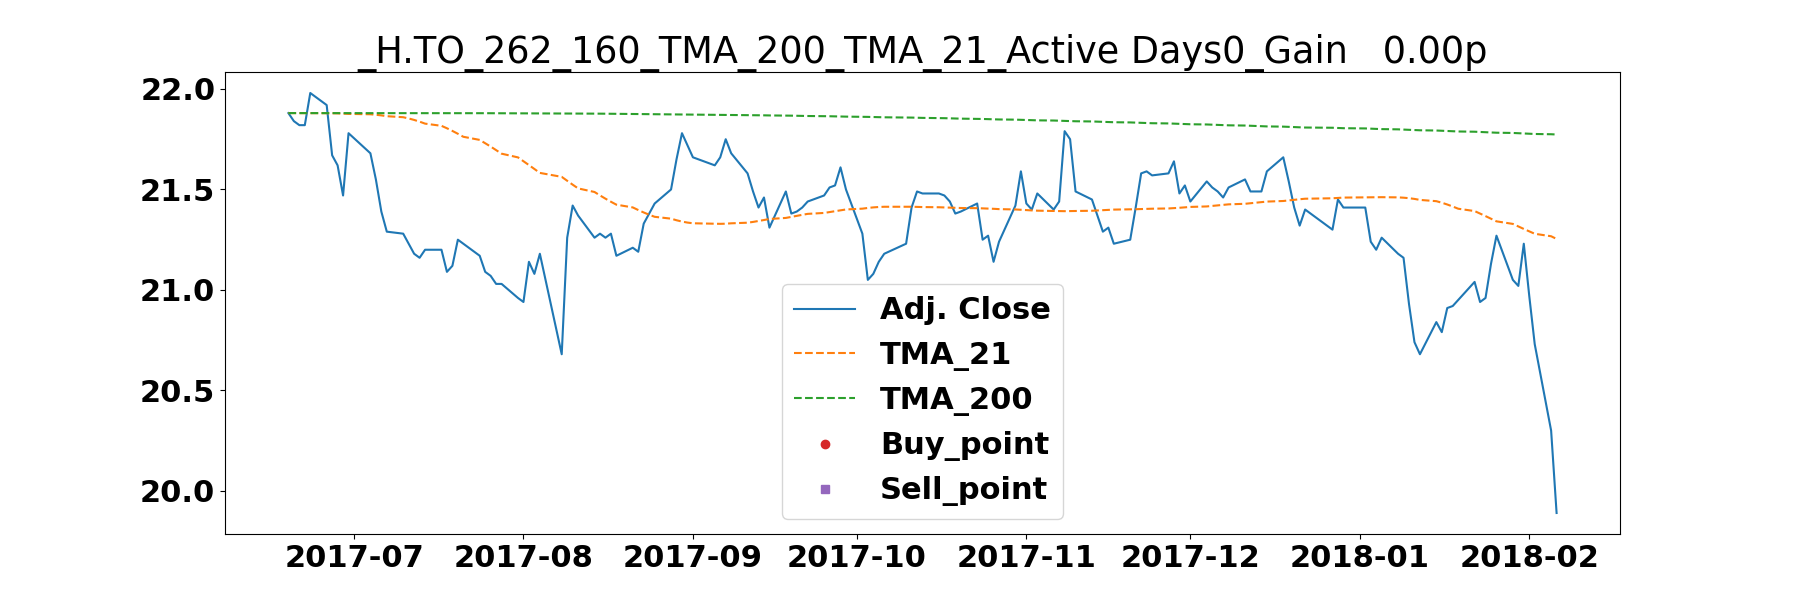 _H.TO_262_160_TMA_200_TMA_21_Active Days0_Gain   0.00p
22.0
21.5
21.0
20.5
20.0
Adj. Close
TMA_21
TMA_200
Buy_point
Sell_point
2017-07 2017-08 2017-09 2017-10 2017-11 2017-12 2018-01 2018-02